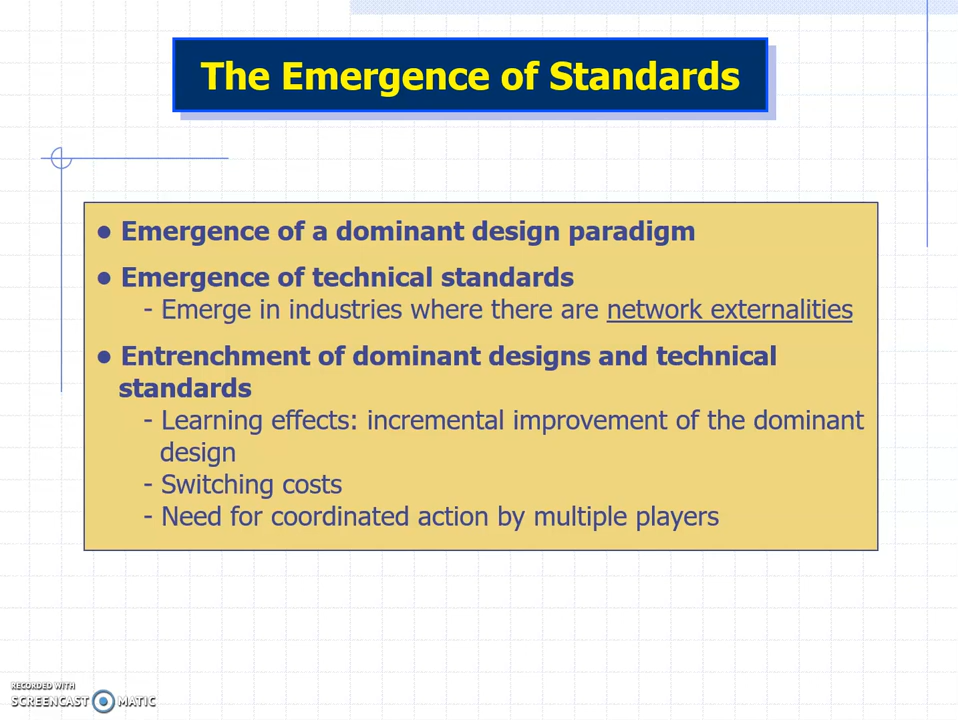 The Emergence of Standards
● Emergence of a dominant design paradigm
● Emergence of technical standards
- Emerge in industries where there are network externalities
● Entrenchment of dominant designs and technical
standards
- Learning effects: incremental improvement of the dominant
design
- Switching costs
- Need for coordinated action by multiple players
RECORDED WITH
SCREENCAST MATIC